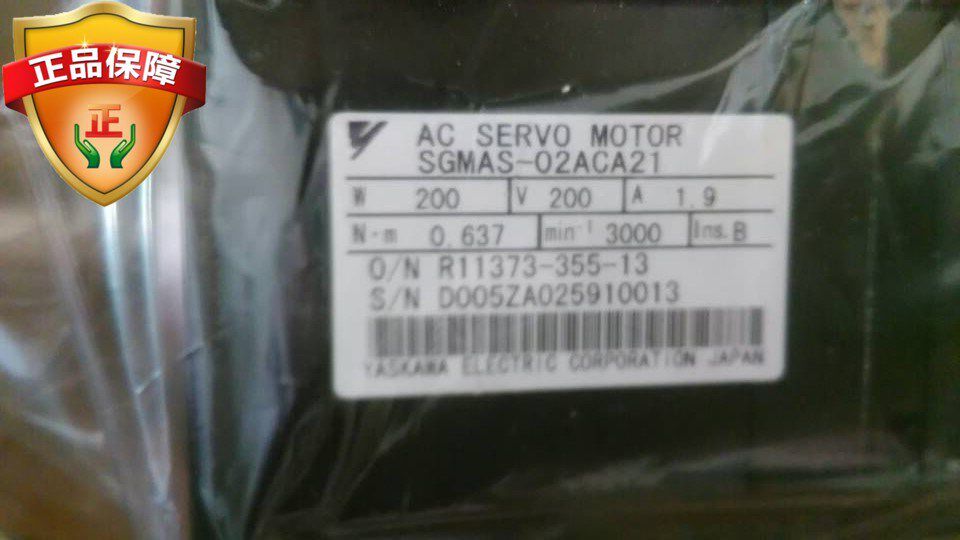 正品保障
正
AC SERVO MOTOR
SGMAS-02ACA21
W 200 V 200 A 1.9
N·m 0.637 min⁻¹ 3000 Ins. B
O/N R11373-355-13
S/N D005ZA025910013
YASKAWA ELECTRIC CORPORATION JAPAN